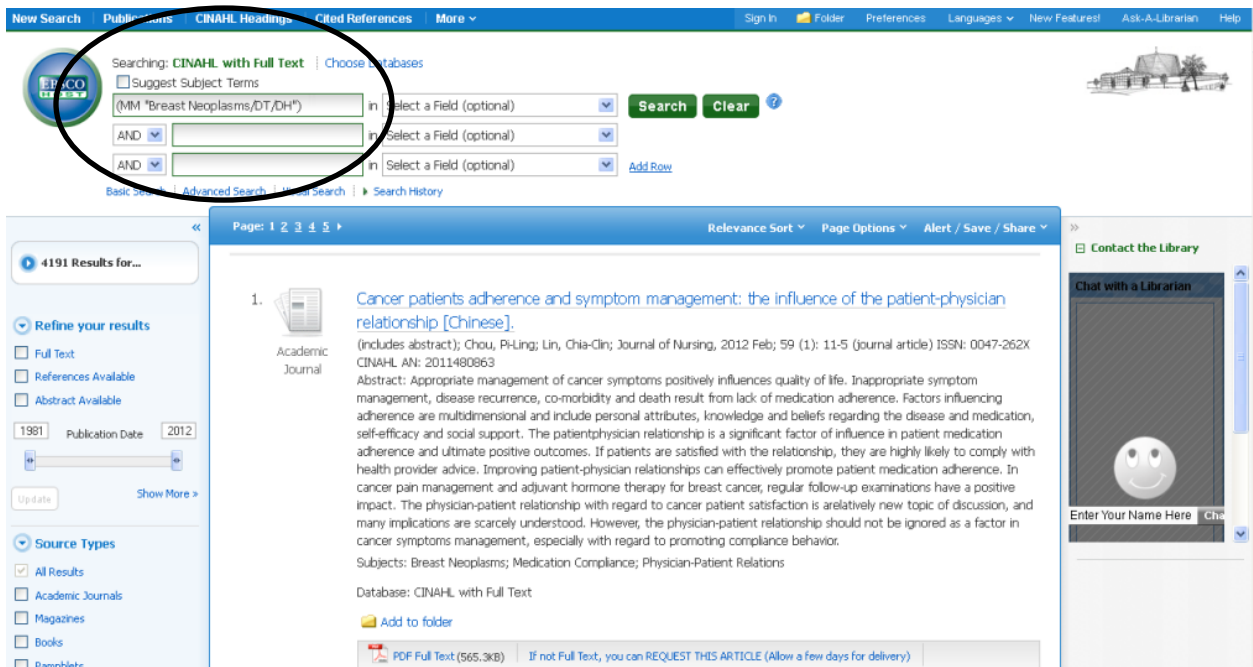 New Search Publications CINAHL Headings Cited References More Sign In Folder Preferences Languages New Features! Ask-A-Librarian Help
Searching: CINAHL with Full Text Choose Databases
Suggest Subject Terms
EBSCO
HOST
(MM "Breast Neoplasms/DT/DH") in Select a Field (optional) Search Clear ?
AND in Select a Field (optional)
AND in Select a Field (optional) Add Row
Basic Search Advanced Search Visual Search Search History
« Page: 1 2 3 4 5 Relevance Sort Page Options Alert / Save / Share »
Contact the Library
4191 Results for...
Chat with a Librarian
1. Cancer patients adherence and symptom management: the influence of the patient-physician
relationship [Chinese].
Refine your results
Full Text
References Available
Abstract Available
1981 Publication Date 2012
Update Show More »
Academic
Journal
(includes abstract); Chou, Pi-Ling; Lin, Chia-Clin; Journal of Nursing, 2012 Feb; 59 (1): 11-5 (journal article) ISSN: 0047-262X
CINAHL AN: 2011480863
Abstract: Appropriate management of cancer symptoms positively influences quality of life. Inappropriate symptom
management, disease recurrence, co-morbidity and death result from lack of medication adherence. Factors influencing
adherence are multidimensional and include personal attributes, knowledge and beliefs regarding the disease and medication,
self-efficacy and social support. The patientphysician relationship is a significant factor of influence in patient medication
adherence and ultimate positive outcomes. If patients are satisfied with the relationship, they are highly likely to comply with
health provider advice. Improving patient-physician relationships can effectively promote patient medication adherence. In
cancer pain management and adjuvant hormone therapy for breast cancer, regular follow-up examinations have a positive
impact. The physician-patient relationship with regard to cancer patient satisfaction is arelatively new topic of discussion, and
many implications are scarcely understood. However, the physician-patient relationship should not be ignored as a factor in
cancer symptoms management, especially with regard to promoting compliance behavior.
Subjects: Breast Neoplasms; Medication Compliance; Physician-Patient Relations
Database: CINAHL with Full Text
Add to folder
PDF Full Text (565.3KB) If not Full Text, you can REQUEST THIS ARTICLE (Allow a few days for delivery)
Enter Your Name Here Cha
Source Types
All Results
Academic Journals
Magazines
Books
Pamphlets